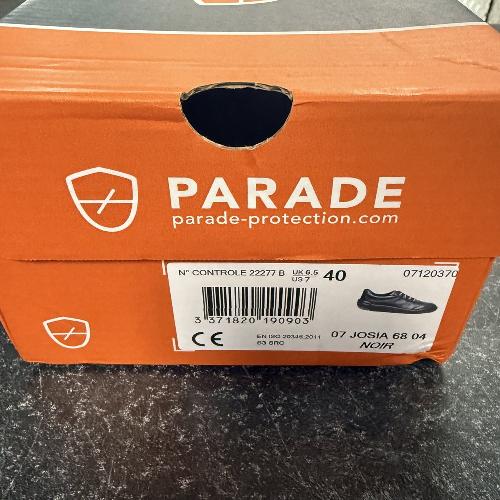 PARADE
parade-protection.com
N° CONTROLE 22277 B UK 6.5 US 7 40 07120370
3 371820 190903
CE EN ISO 20345:2011
S3 SRC
07 JOSIA 68 04
NOIR